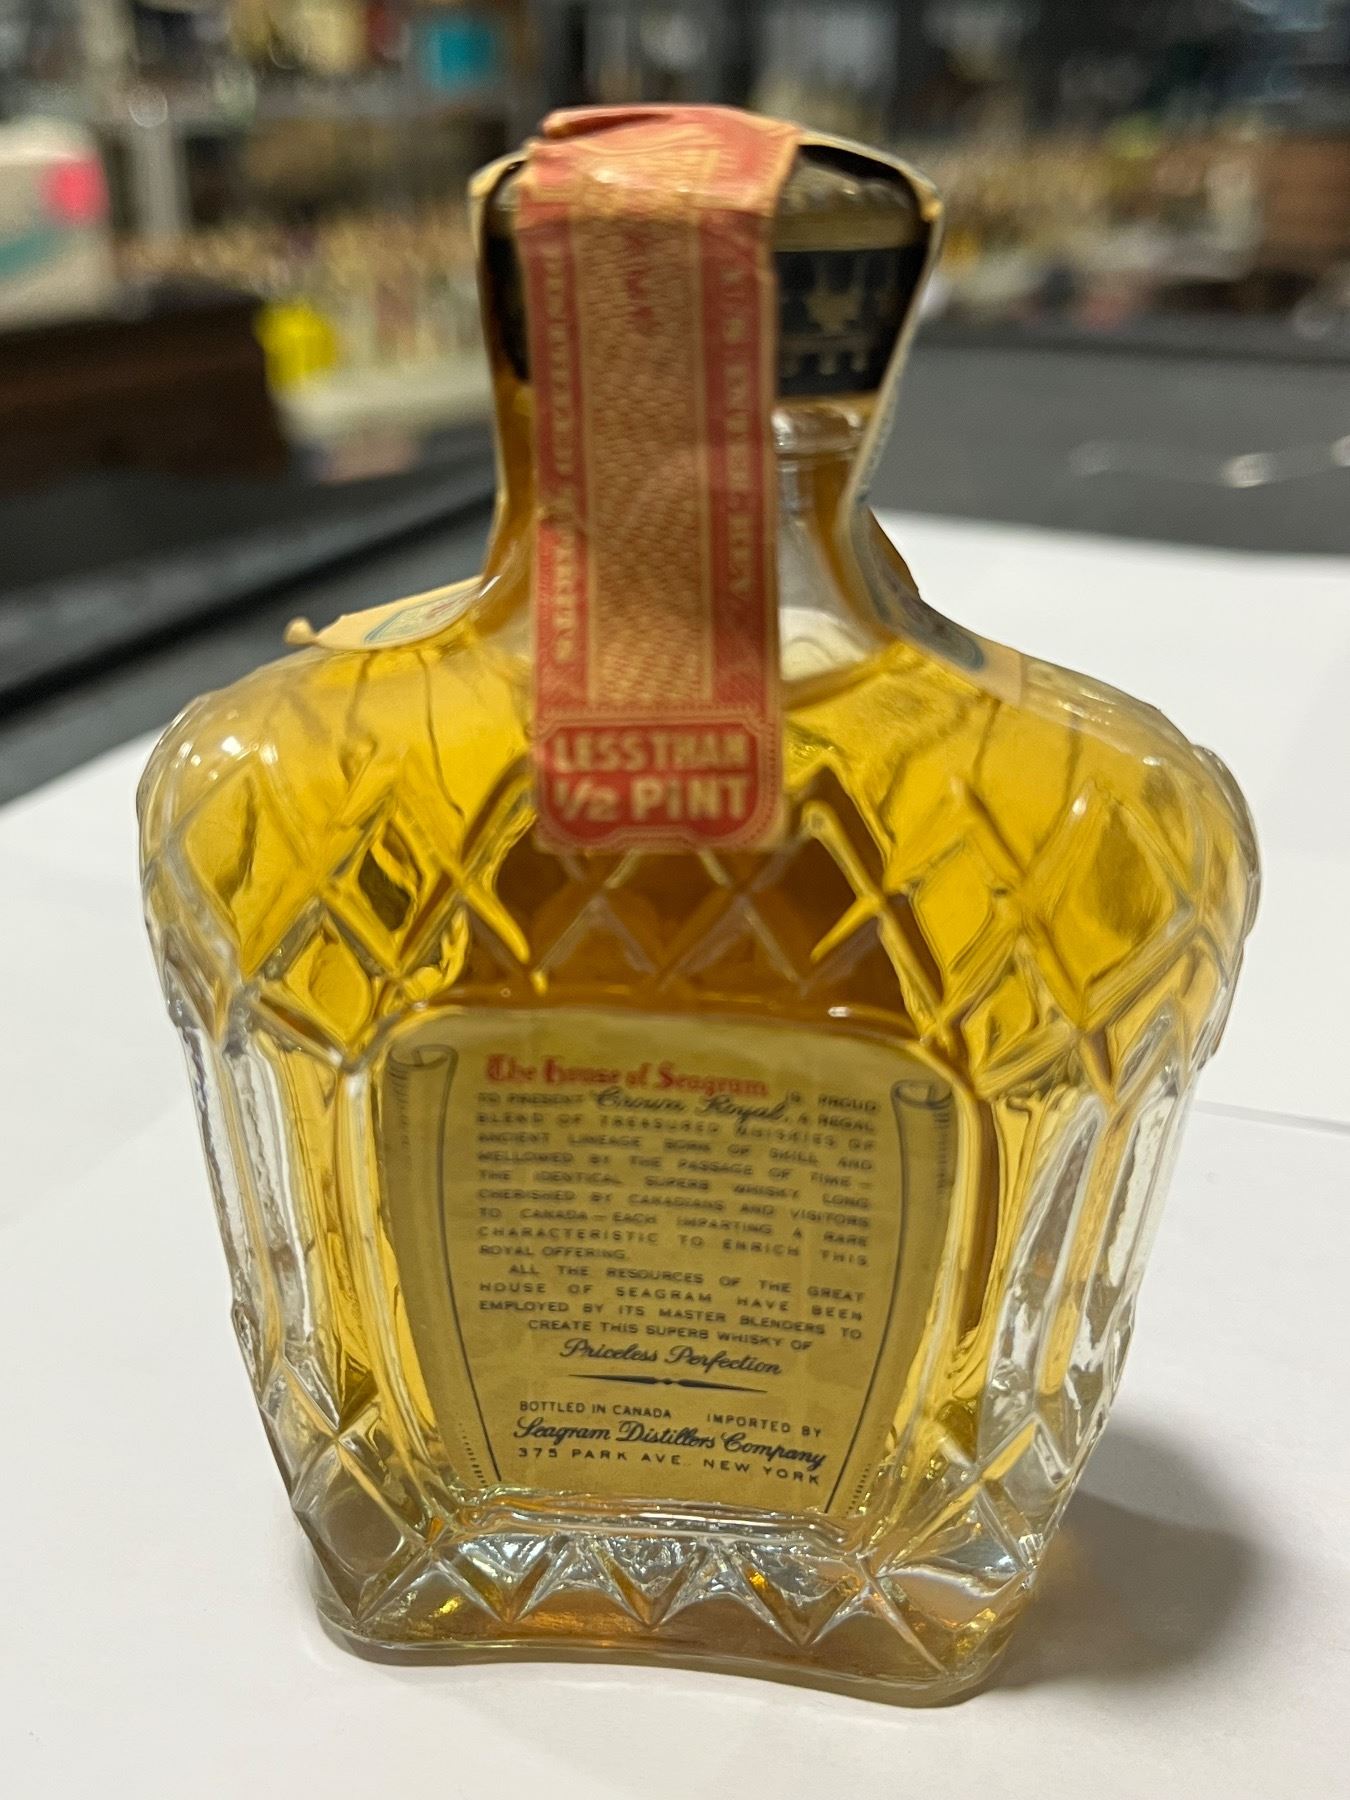 LESS THAN
1/2 PINT
The House of Seagram IS PROUD
TO PRESENT Crown Royal, A REGAL
BLEND OF TREASURED WHISKIES OF
ANCIENT LINEAGE BORN OF SKILL AND
MELLOWED BY THE PASSAGE OF TIME —
THE IDENTICAL SUPERB WHISKY LONG
CHERISHED BY CANADIANS AND VISITORS
TO CANADA — EACH IMPARTING A RARE
CHARACTERISTIC TO ENRICH THIS
ROYAL OFFERING.
ALL THE RESOURCES OF THE GREAT
HOUSE OF SEAGRAM HAVE BEEN
EMPLOYED BY ITS MASTER BLENDERS TO
CREATE THIS SUPERB WHISKY OF
Priceless Perfection
BOTTLED IN CANADA IMPORTED BY
Seagram Distillers Company
375 PARK AVE. NEW YORK